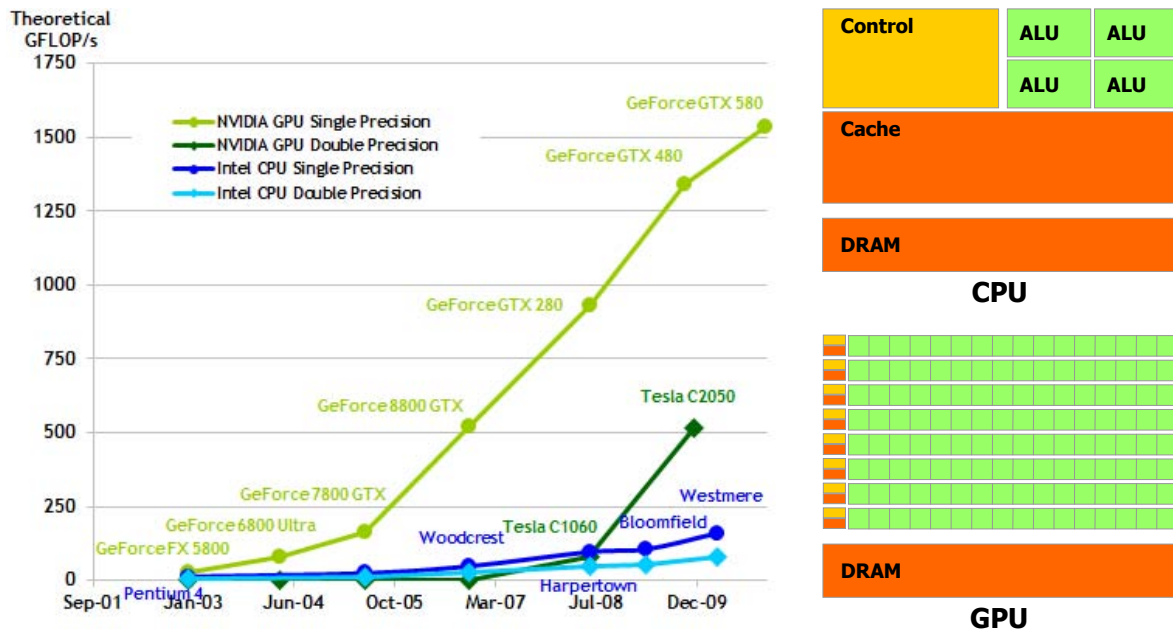 Theoretical
GFLOP/s
1750
1500
1250
1000
750
500
250
0
NVIDIA GPU Single Precision
NVIDIA GPU Double Precision
Intel CPU Single Precision
Intel CPU Double Precision
GeForce GTX 580
GeForce GTX 480
GeForce GTX 280
GeForce 8800 GTX
Tesla C2050
GeForce 7800 GTX
Westmere
GeForce 6800 Ultra
Woodcrest
Tesla C1060
Bloomfield
GeForce FX 5800
Pentium 4
Harpertown
Sep-01
Jan-03
Jun-04
Oct-05
Mar-07
Jul-08
Dec-09
Control
ALU
ALU
ALU
ALU
Cache
DRAM
CPU
DRAM
GPU